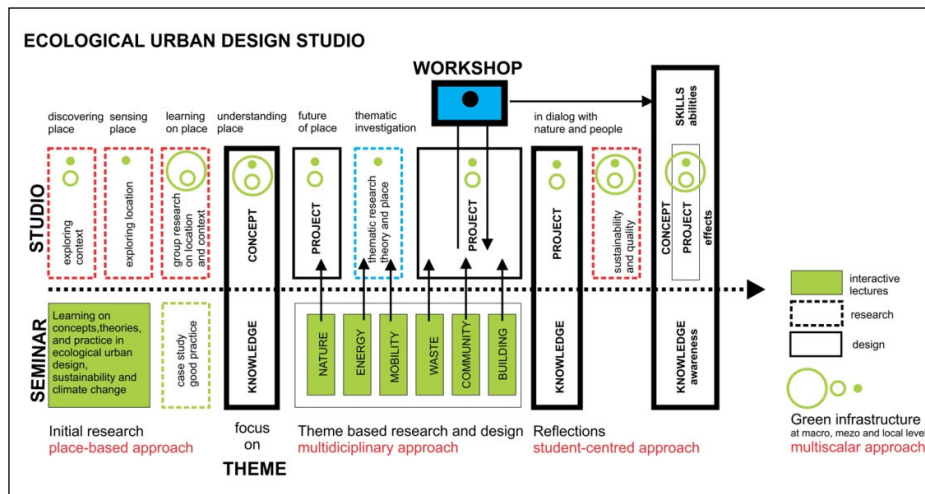 ECOLOGICAL URBAN DESIGN STUDIO
WORKSHOP
discovering
place
sensing
place
learning
on place
understanding
place
future
of place
thematic
investigation
in dialog with
nature and people
STUDIO
exploring
context
exploring location
group research
on location
and context
CONCEPT
PROJECT
thematic research
theory and place
PROJECT
PROJECT
sustainability
and quality
SKILLS
abilities
CONCEPT
PROJECT
effects
SEMINAR
Learning on
concepts,theories,
and practice in
ecological urban
design,
sustainability and
climate change
case study
good practice
KNOWLEDGE
NATURE
ENERGY
MOBILITY
WASTE
COMMUNITY
BUILDING
KNOWLEDGE
KNOWLEDGE
awareness
Initial research
place-based approach
focus
on
THEME
Theme based research and design
multidiciplinary approach
Reflections
student-centred approach
interactive
lectures
research
design
Green infrastructure
at macro, mezo and local level
multiscalar approach